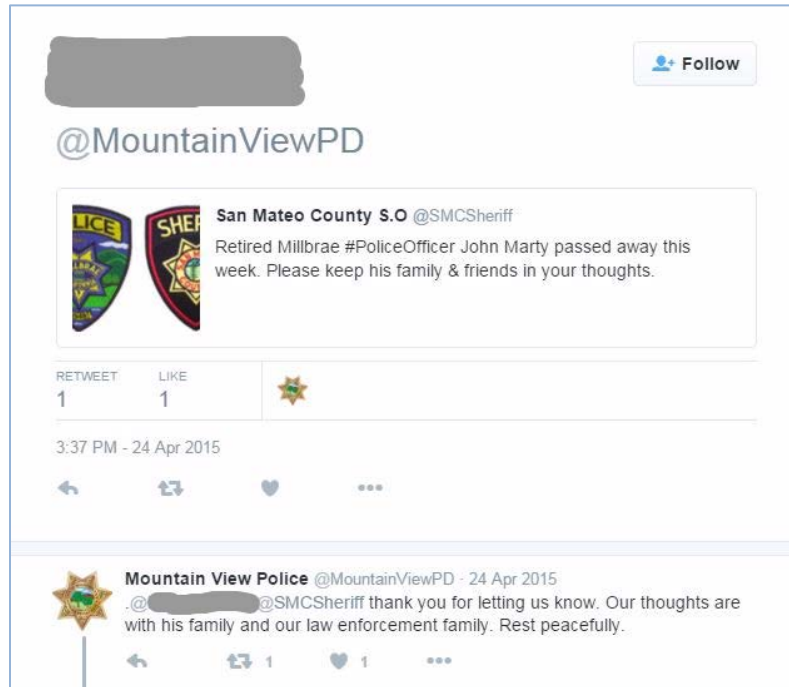 Follow
@MountainViewPD
LICE
SHER
San Mateo County S.O @SMCSheriff
Retired Millbrae #PoliceOfficer John Marty passed away this
week. Please keep his family & friends in your thoughts.
RETWEET LIKE
1 1
3:37 PM - 24 Apr 2015
Mountain View Police @MountainViewPD · 24 Apr 2015
.@ @SMCSheriff thank you for letting us know. Our thoughts are
with his family and our law enforcement family. Rest peacefully.
1 1